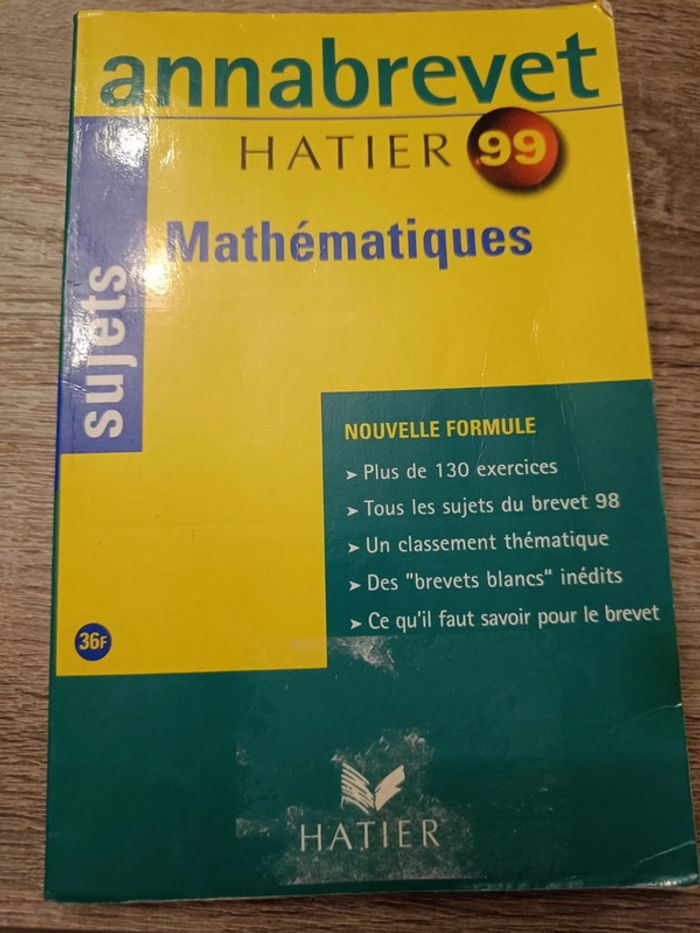 annabrevet
HATIER 99
Mathématiques
sujets
NOUVELLE FORMULE
➤ Plus de 130 exercices
➤ Tous les sujets du brevet 98
➤ Un classement thématique
➤ Des "brevets blancs" inédits
➤ Ce qu'il faut savoir pour le brevet
36F
HATIER